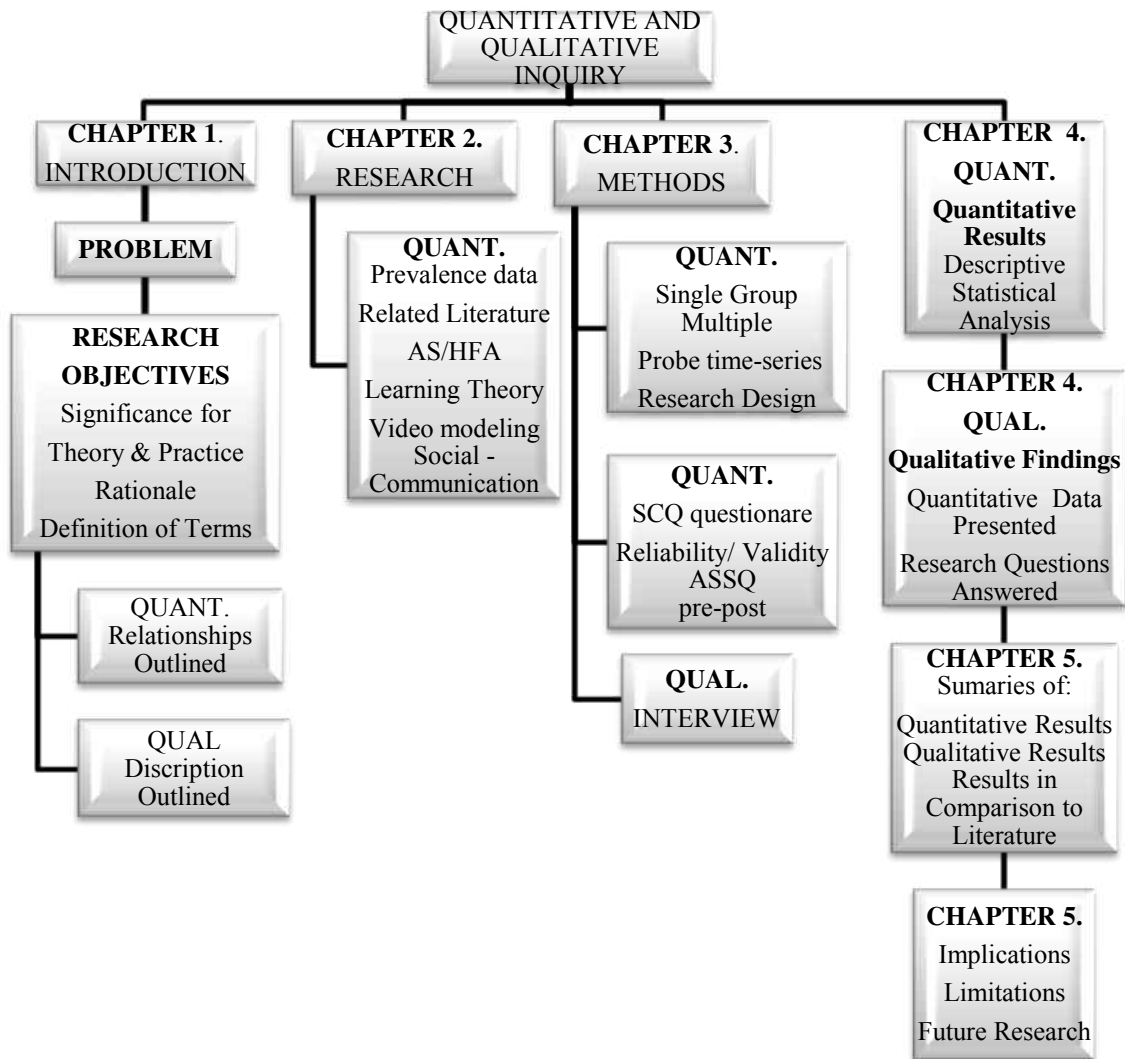 QUANTITATIVE AND
QUALITATIVE
INQUIRY
CHAPTER 1.
INTRODUCTION
PROBLEM
RESEARCH
OBJECTIVES
Significance for
Theory & Practice
Rationale
Definition of Terms
QUANT.
Relationships
Outlined
QUAL
Discription
Outlined
CHAPTER 2.
RESEARCH
QUANT.
Prevalence data
Related Literature
AS/HFA
Learning Theory
Video modeling
Social -
Communication
CHAPTER 3.
METHODS
QUANT.
Single Group
Multiple
Probe time-series
Research Design
QUANT.
SCQ questionare
Reliability/ Validity
ASSQ
pre-post
QUAL.
INTERVIEW
CHAPTER 4.
QUANT.
Quantitative
Results
Descriptive
Statistical
Analysis
CHAPTER 4.
QUAL.
Qualitative Findings
Quantitative Data
Presented
Research Questions
Answered
CHAPTER 5.
Sumaries of:
Quantitative Results
Qualitative Results
Results in
Comparison to
Literature
CHAPTER 5.
Implications
Limitations
Future Research